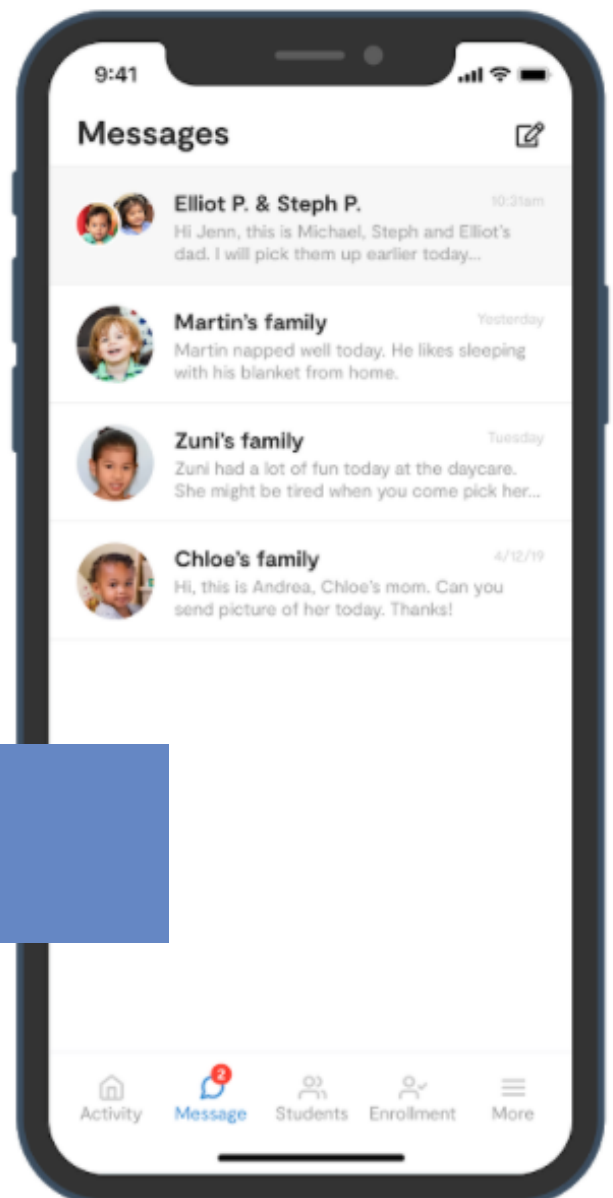 9:41
Messages
Elliot P. & Steph P.
10:31am
Hi Jenn, this is Michael, Steph and Elliot's
dad. I will pick them up earlier today...
Martin's family
Yesterday
Martin napped well today. He likes sleeping
with his blanket from home.
Zuni's family
Tuesday
Zuni had a lot of fun today at the daycare.
She might be tired when you come pick her...
Chloe's family
4/12/19
Hi, this is Andrea, Chloe's mom. Can you
send picture of her today. Thanks!
2
Activity
Message
Students
Enrollment
More